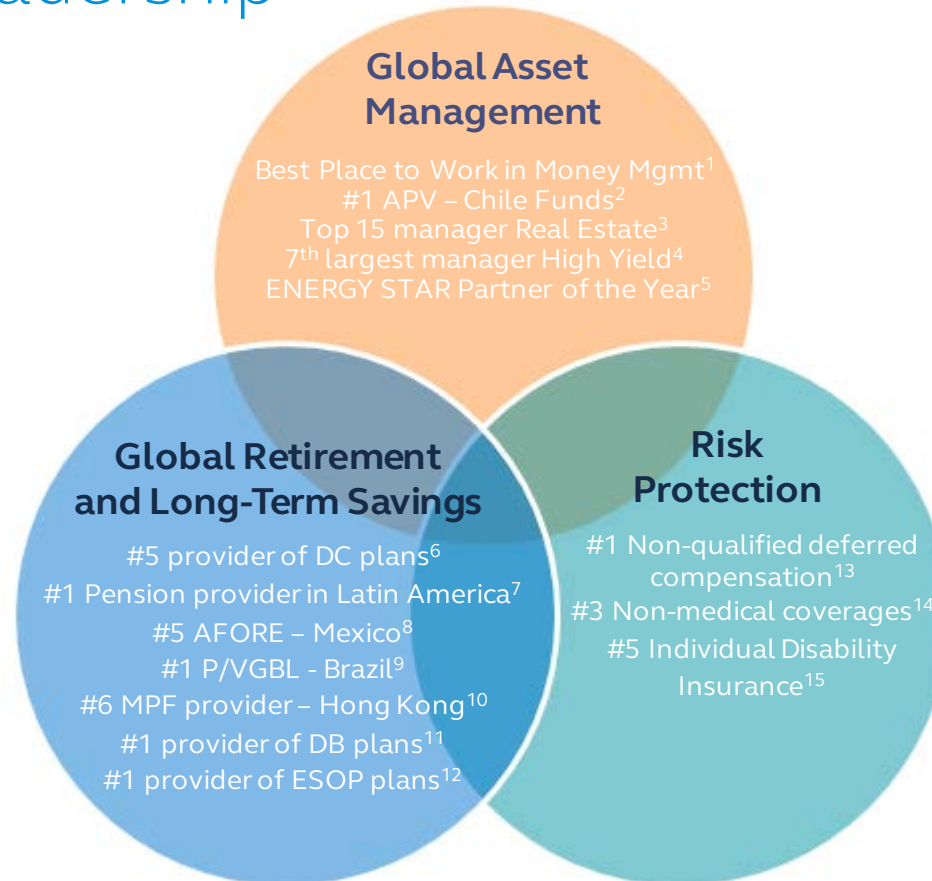 Global Asset
Management
Best Place to Work in Money Mgmt¹
#1 APV – Chile Funds²
Top 15 manager Real Estate³
7ᵗʰ largest manager High Yield⁴
ENERGY STAR Partner of the Year⁵
Global Retirement
and Long-Term Savings
#5 provider of DC plans⁶
#1 Pension provider in Latin America⁷
#5 AFORE – Mexico⁸
#1 P/VGBL - Brazil⁹
#6 MPF provider – Hong Kong¹⁰
#1 provider of DB plans¹¹
#1 provider of ESOP plans¹²
Risk
Protection
#1 Non-qualified deferred
compensation¹³
#3 Non-medical coverages¹⁴
#5 Individual Disability
Insurance¹⁵